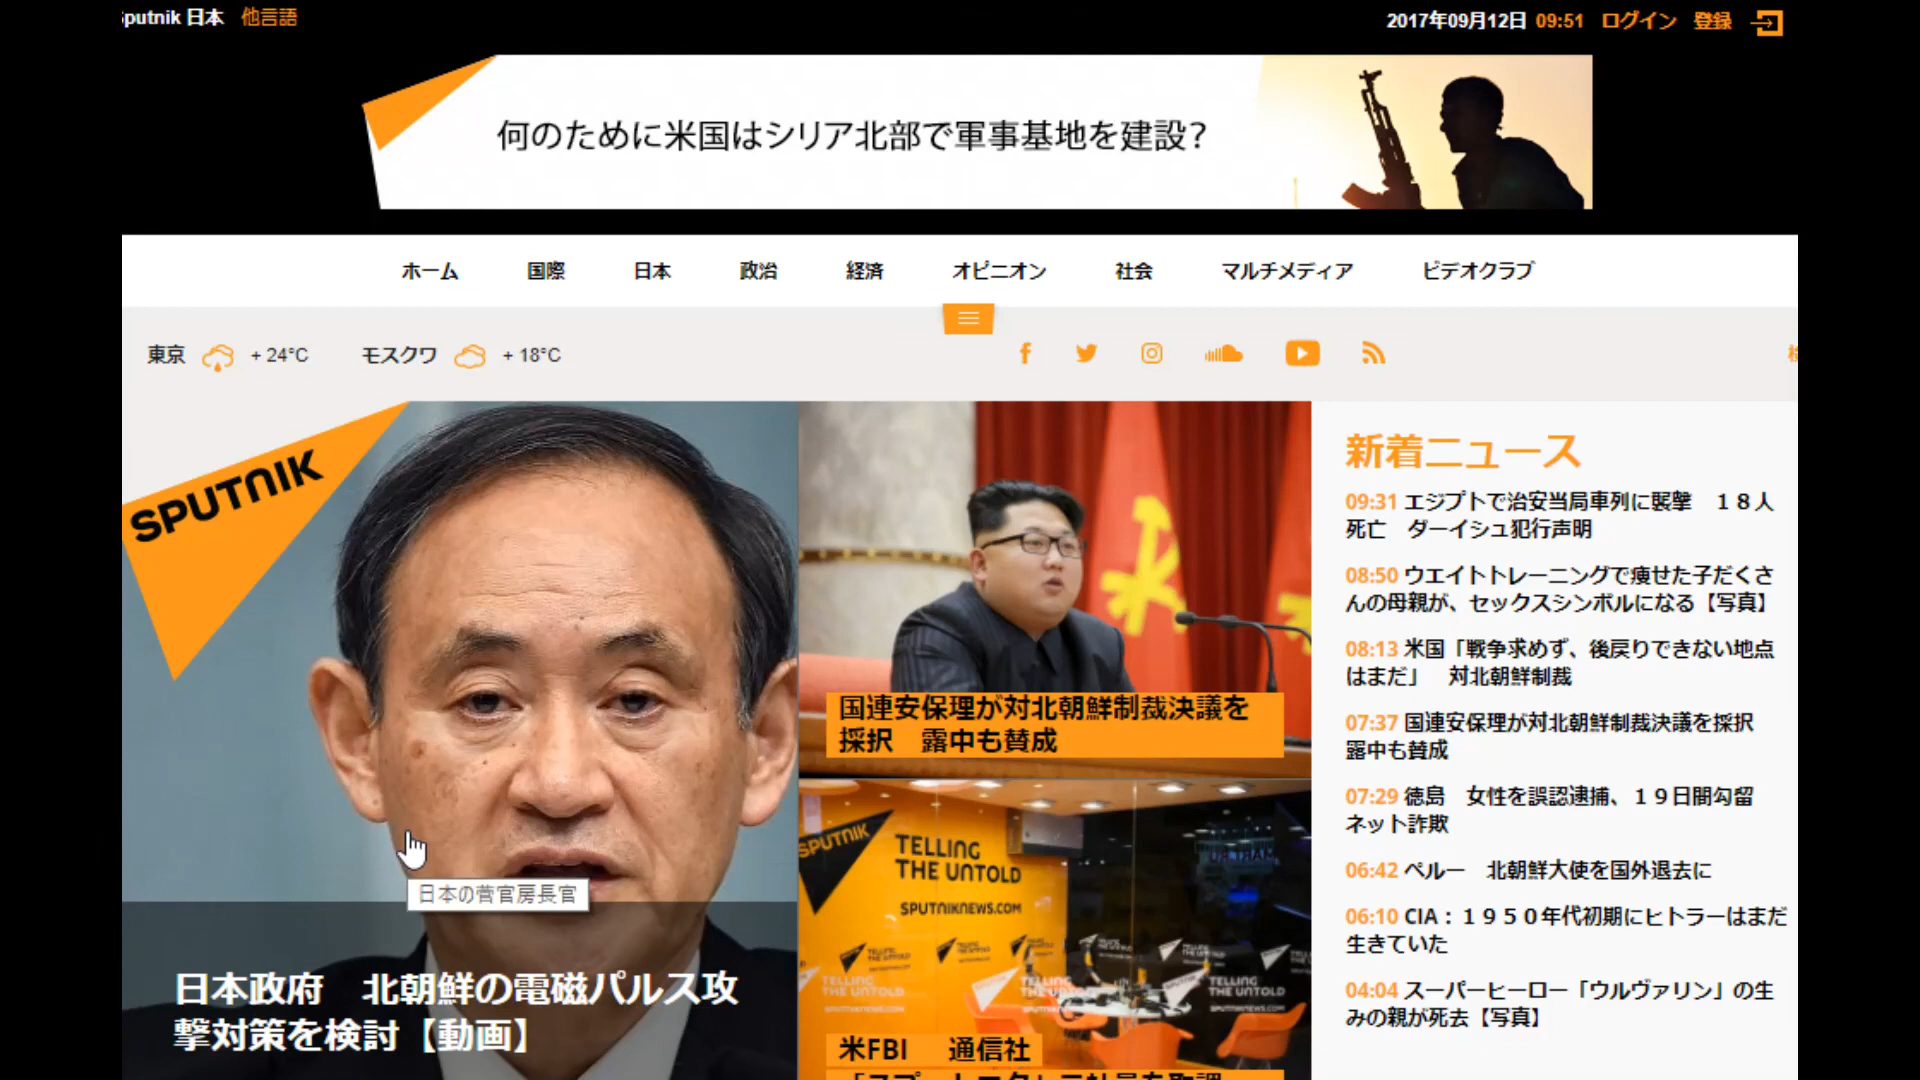 Sputnik 日本 他言語
2017年09月12日 09:51 ログイン 登録
何のために米国はシリア北部で軍事基地を建設?
ホーム 国際 日本 政治 経済 オピニオン 社会 マルチメディア ビデオクラブ
東京 + 24°C モスクワ + 18°C
SPUTNIK
日本の菅官房長官
日本政府 北朝鮮の電磁パルス攻
撃対策を検討【動画】
国連安保理が対北朝鮮制裁決議を
採択 露中も賛成
SPUTNIK
TELLING
THE UNTOLD
SPUTNIKNEWS.COM
TELLING
THE UNTOLD
TELLING
THE UNTOLD
米FBI 通信社
新着ニュース
09:31 エジプトで治安当局車列に襲撃 １８人
死亡 ダーイシュ犯行声明
08:50 ウエイトトレーニングで痩せた子だくさ
んの母親が、セックスシンボルになる【写真】
08:13 米国「戦争求めず、後戻りできない地点
はまだ」 対北朝鮮制裁
07:37 国連安保理が対北朝鮮制裁決議を採択
露中も賛成
07:29 徳島 女性を誤認逮捕、１９日間勾留
ネット詐欺
06:42 ペルー 北朝鮮大使を国外退去に
06:10 CIA：１９５０年代初期にヒトラーはまだ
生きていた
04:04 スーパーヒーロー「ウルヴァリン」の生
みの親が死去【写真】